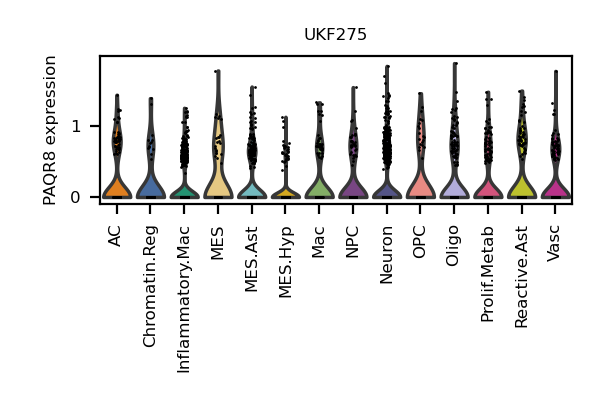 UKF275
PAQR8 expression
1
0
AC
Chromatin.Reg
Inflammatory.Mac
MES
MES.Ast
MES.Hyp
Mac
NPC
Neuron
OPC
Oligo
Prolif.Metab
Reactive.Ast
Vasc